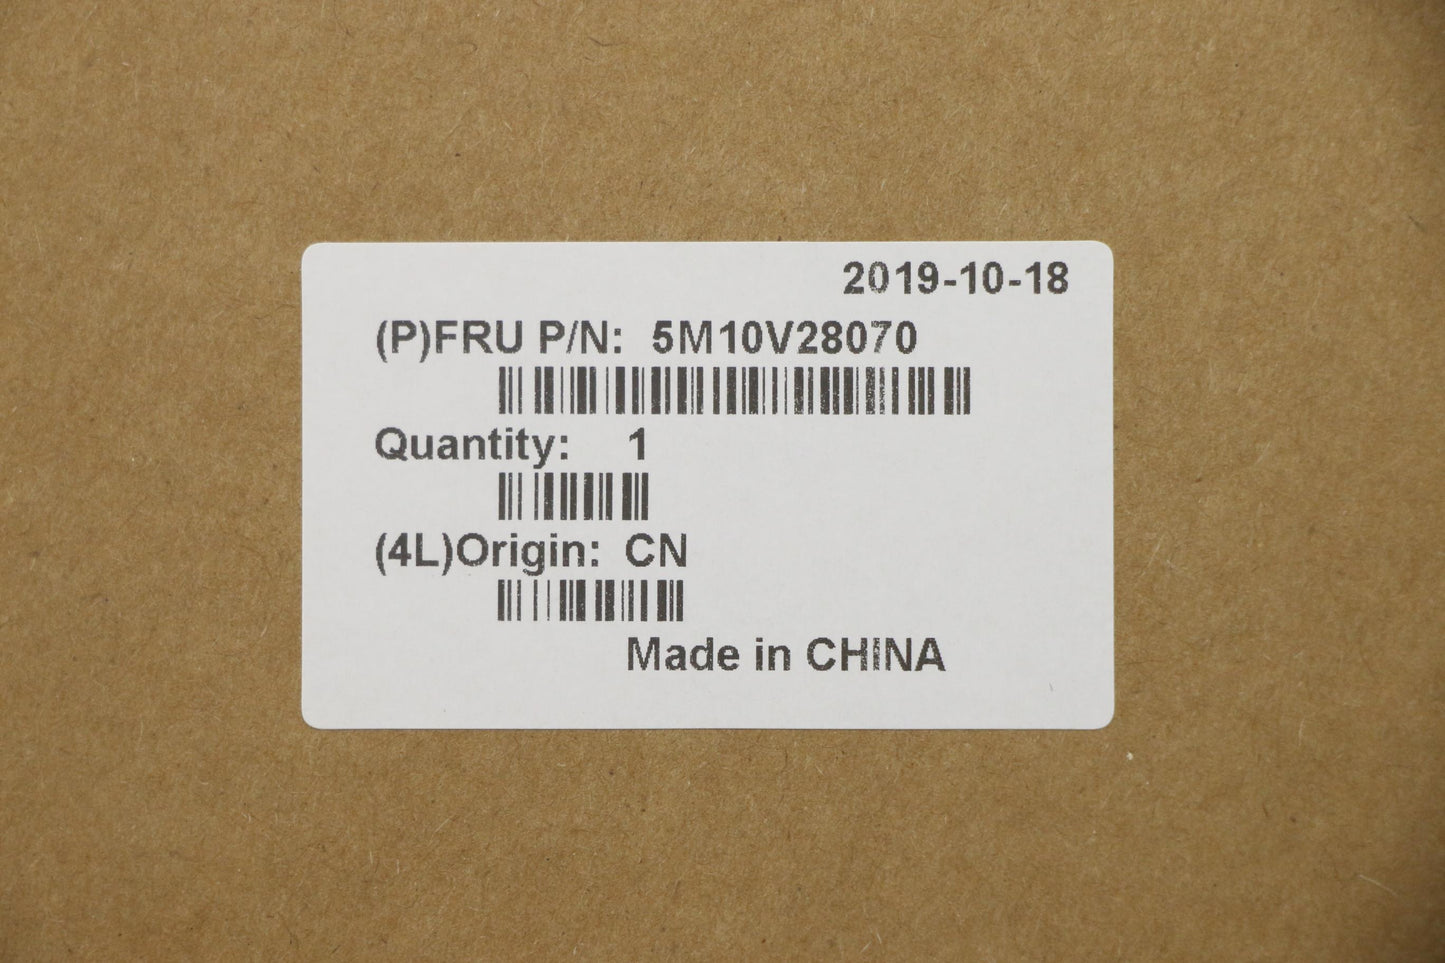 2019-10-18
(P)FRU P/N: 5M10V28070
Quantity: 1
(4L)Origin: CN
Made in CHINA